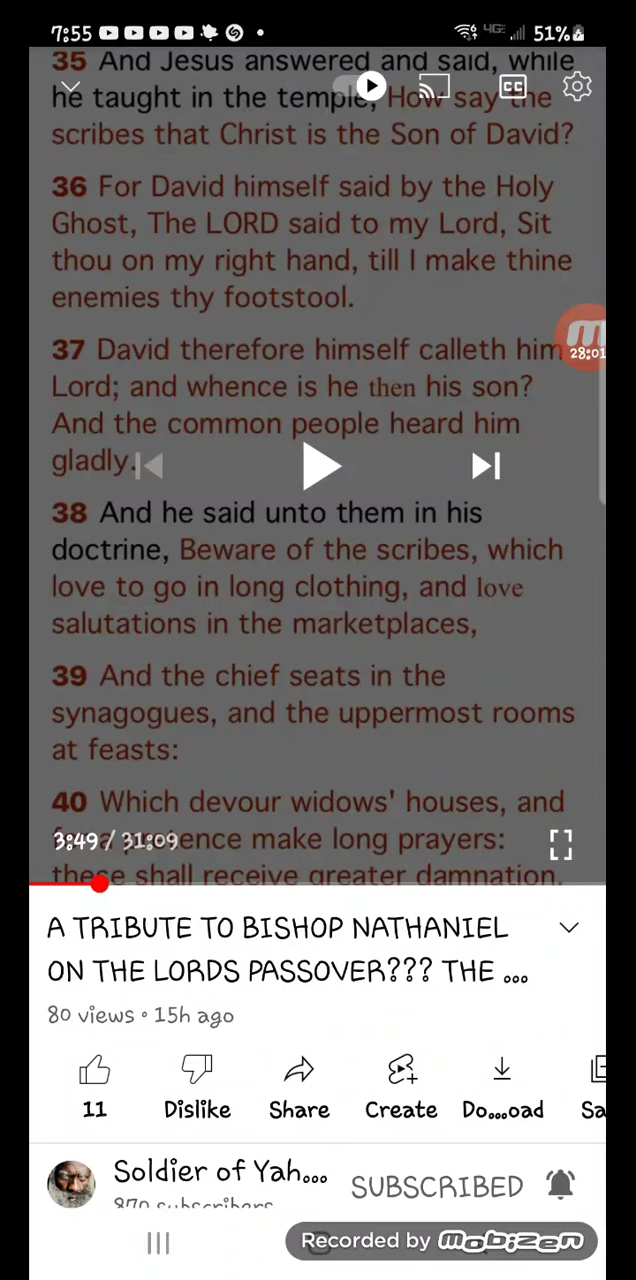 7:55 4G 51%
35 And Jesus answered and said, while
he taught in the temple, How say the
scribes that Christ is the Son of David?
36 For David himself said by the Holy
Ghost, The LORD said to my Lord, Sit
thou on my right hand, till I make thine
enemies thy footstool.
37 David therefore himself calleth him
Lord; and whence is he then his son?
And the common people heard him
gladly.
28:01
38 And he said unto them in his
doctrine, Beware of the scribes, which
love to go in long clothing, and love
salutations in the marketplaces,
39 And the chief seats in the
synagogues, and the uppermost rooms
at feasts:
40 Which devour widows' houses, and
for a pretence make long prayers:
these shall receive greater damnation.
3:49 / 31:09
A TRIBUTE TO BISHOP NATHANIEL
ON THE LORDS PASSOVER??? THE ...
80 views • 15h ago
11 Dislike Share Create Do...oad Sa
Soldier of Yah... SUBSCRIBED
870 subscribers
Recorded by mobizen